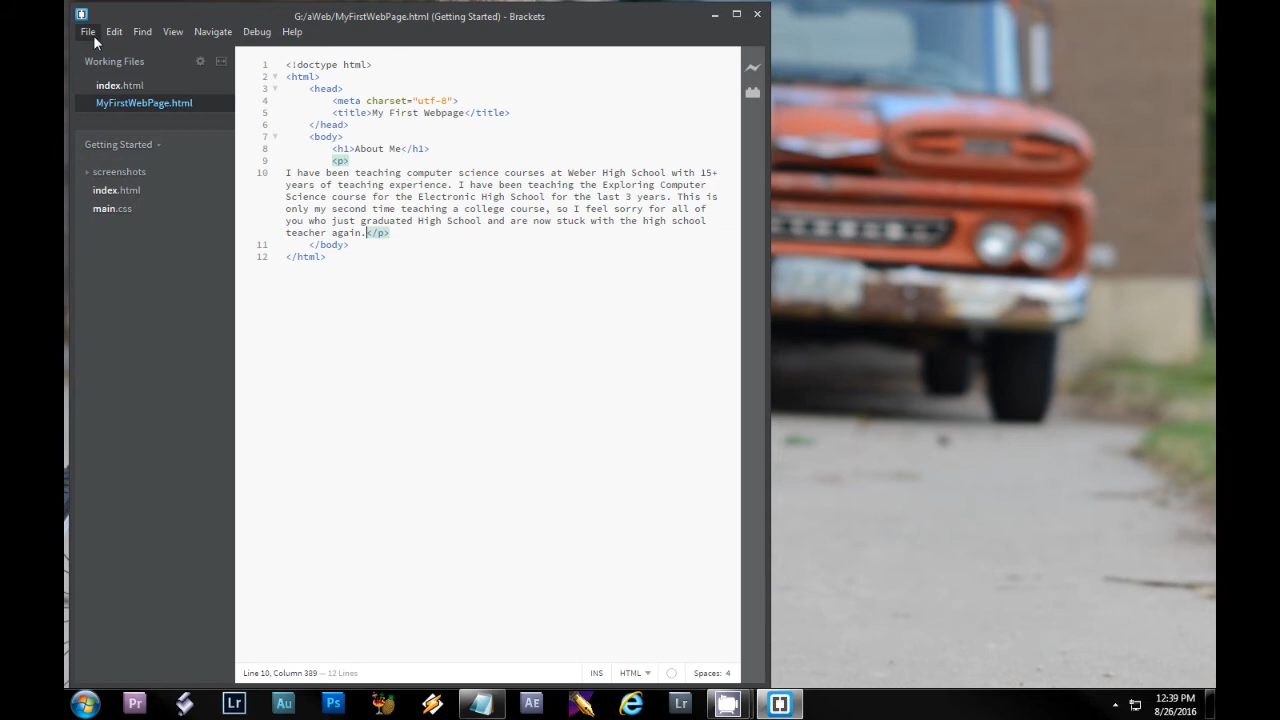 G:/aWeb/MyFirstWebPage.html (Getting Started) - Brackets
File Edit Find View Navigate Debug Help
Working Files
index.html
MyFirstWebPage.html
Getting Started
screenshots
index.html
main.css
1 <!doctype html>
2 <html>
3 <head>
4 <meta charset="utf-8">
5 <title>My First Webpage</title>
6 </head>
7 <body>
8 <h1>About Me</h1>
9 <p>
10 I have been teaching computer science courses at Weber High School with 15+
years of teaching experience. I have been teaching the Exploring Computer
Science course for the Electronic High School for the last 3 years. This is
only my second time teaching a college course, so I feel sorry for all of
you who just graduated High School and are now stuck with the high school
teacher again.</p>
11 </body>
12 </html>
Line 10, Column 389 — 12 Lines INS HTML Spaces: 4
Pr Lr Au Ps AE Lr
12:39 PM
8/26/2016